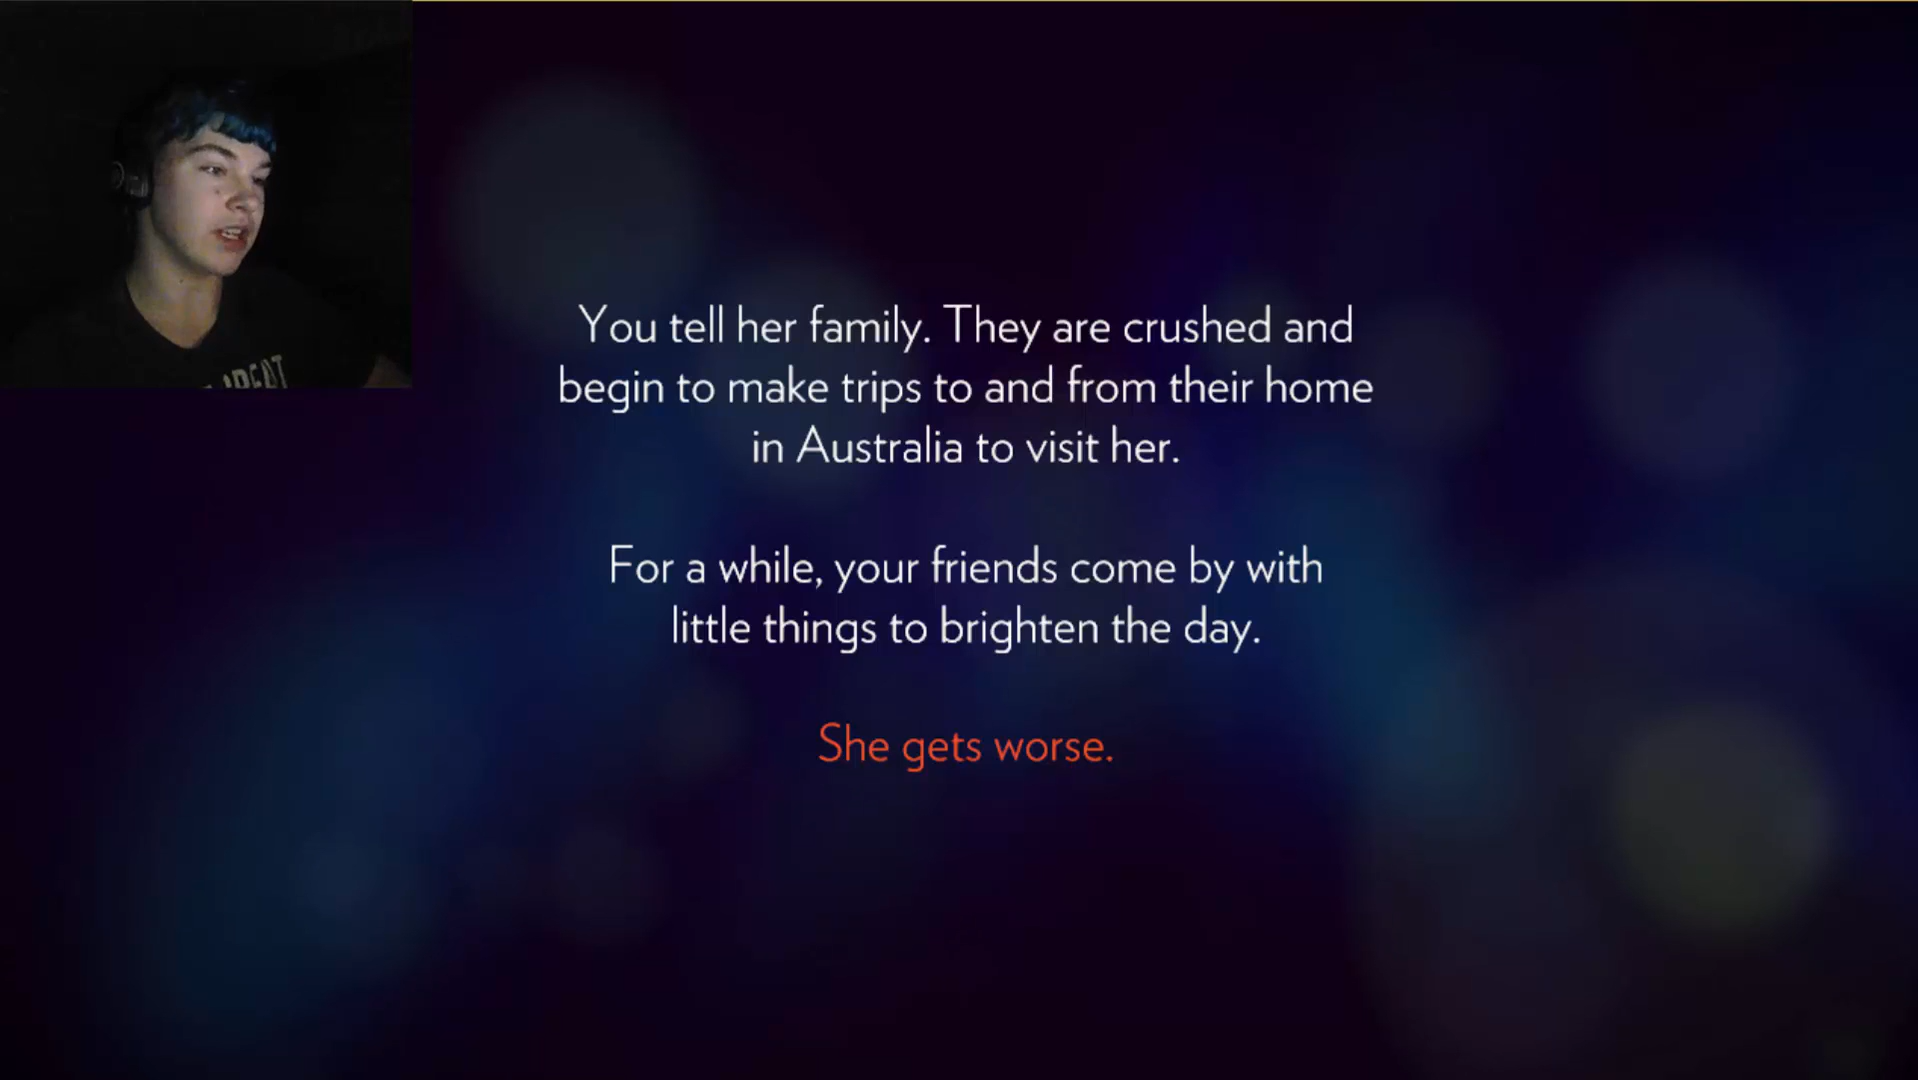 You tell her family. They are crushed and
begin to make trips to and from their home
in Australia to visit her.
For a while, your friends come by with
little things to brighten the day.
She gets worse.